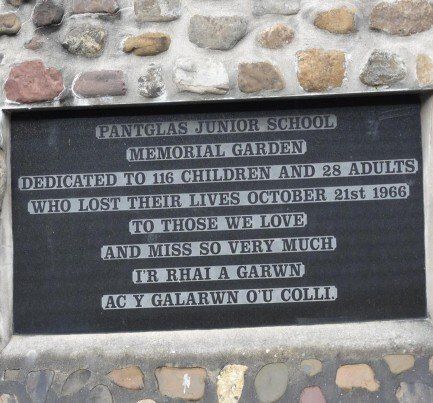 PANTGLAS JUNIOR SCHOOL
MEMORIAL GARDEN
DEDICATED TO 116 CHILDREN AND 28 ADULTS
WHO LOST THEIR LIVES OCTOBER 21st 1966
TO THOSE WE LOVE
AND MISS SO VERY MUCH
I'R RHAI A GARWN
AC Y GALARWN O'U COLLI.